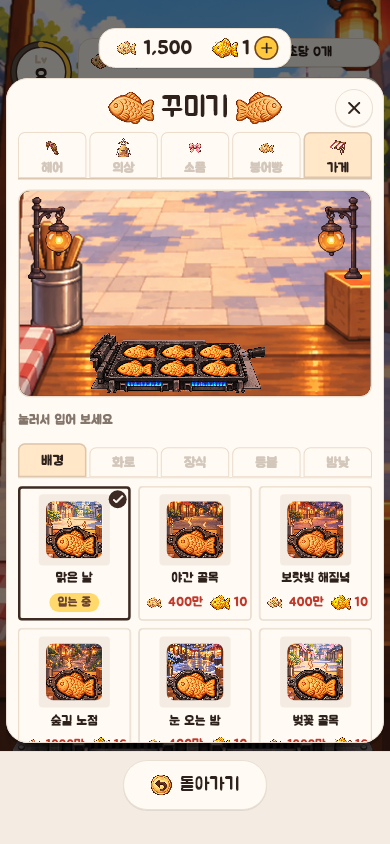 1,500 1 +
Lv
초당 0개
꾸미기
헤어 의상 소품 붕어빵 가게
눌러서 입어 보세요
배경 화로 장식 등불 밤낮
맑은 날 야간 골목 보랏빛 해질녘
입는 중 400만 10 400만 10
숲길 노점 눈 오는 밤 벚꽃 골목
돌아가기